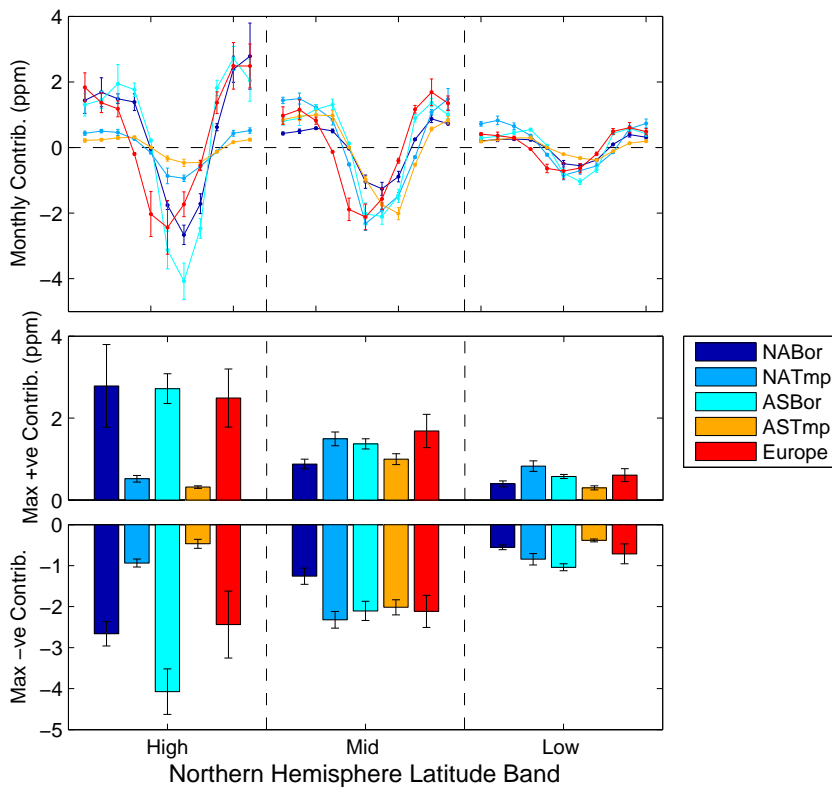 4
2
0
−2
−4
Monthly Contrib. (ppm)
4
2
0
Max +ve Contrib. (ppm)
0
−1
−2
−3
−4
−5
Max −ve Contrib.
High
Mid
Low
Northern Hemisphere Latitude Band
NABor
NATmp
ASBor
ASTmp
Europe